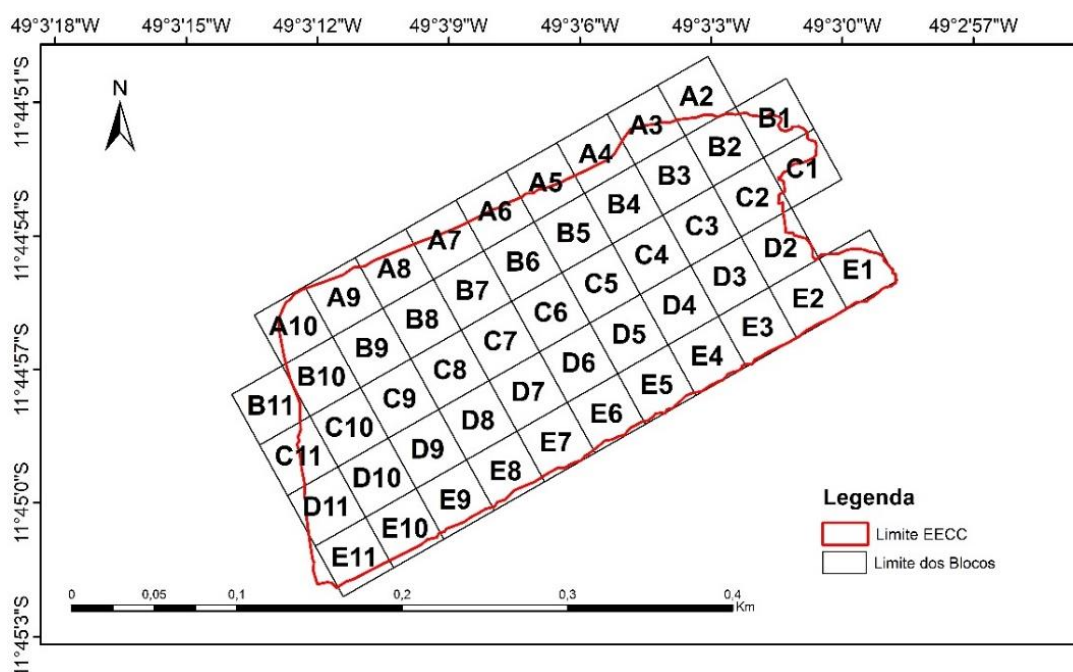 49°3'18"W 49°3'15"W 49°3'12"W 49°3'9"W 49°3'6"W 49°3'3"W 49°3'0"W 49°2'57"W
11°44'51"S
11°44'54"S
11°44'57"S
11°45'0"S
11°45'3"S
N
A2
A3
A4
A5
A6
A7
A8
A9
A10
B1
B2
B3
B4
B5
B6
B7
B8
B9
B10
B11
C1
C2
C3
C4
C5
C6
C7
C8
C9
C10
C11
D2
D3
D4
D5
D6
D7
D8
D9
D10
D11
E1
E2
E3
E4
E5
E6
E7
E8
E9
E10
E11
Legenda
Limite EECC
Limite dos Blocos
0 0,05 0,1 0,2 0,3 0,4
Km